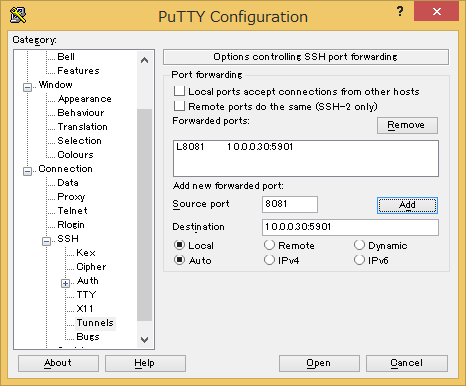 PuTTY Configuration
?
Category:
Bell
Features
Window
Appearance
Behaviour
Translation
Selection
Colours
Connection
Data
Proxy
Telnet
Rlogin
SSH
Kex
Cipher
Auth
TTY
X11
Tunnels
Bugs
Options controlling SSH port forwarding
Port forwarding
Local ports accept connections from other hosts
Remote ports do the same (SSH-2 only)
Forwarded ports:
Remove
L8081 10.0.0.30:5901
Add new forwarded port:
Source port 8081 Add
Destination 10.0.0.30:5901
Local Remote Dynamic
Auto IPv4 IPv6
About Help Open Cancel